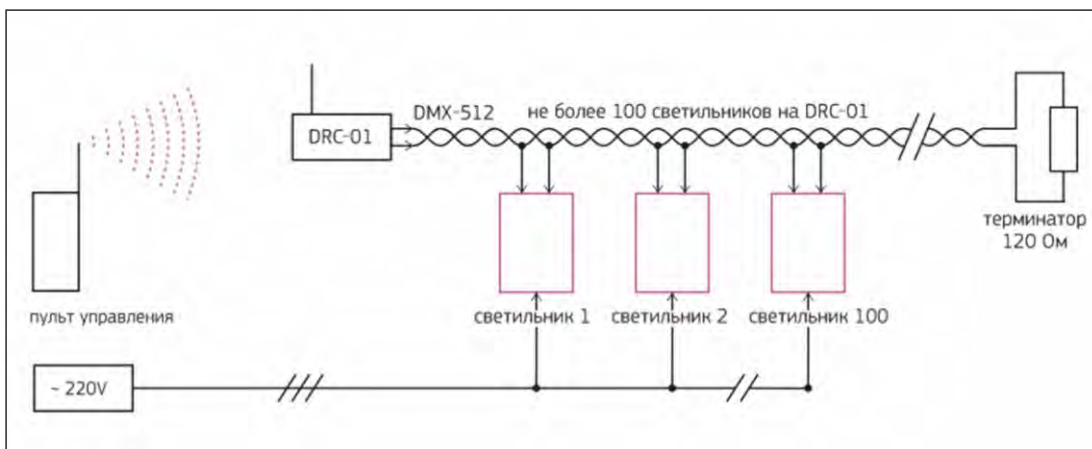 DMX-512
не более 100 светильников на DRC-01
DRC-01
терминатор
120 Ом
пульт управления
светильник 1
светильник 2
светильник 100
~ 220V